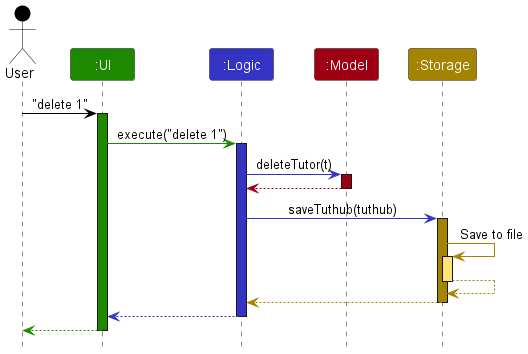 User
:UI
:Logic
:Model
:Storage
"delete 1"
execute("delete 1")
deleteTutor(t)
saveTuthub(tuthub)
Save to file